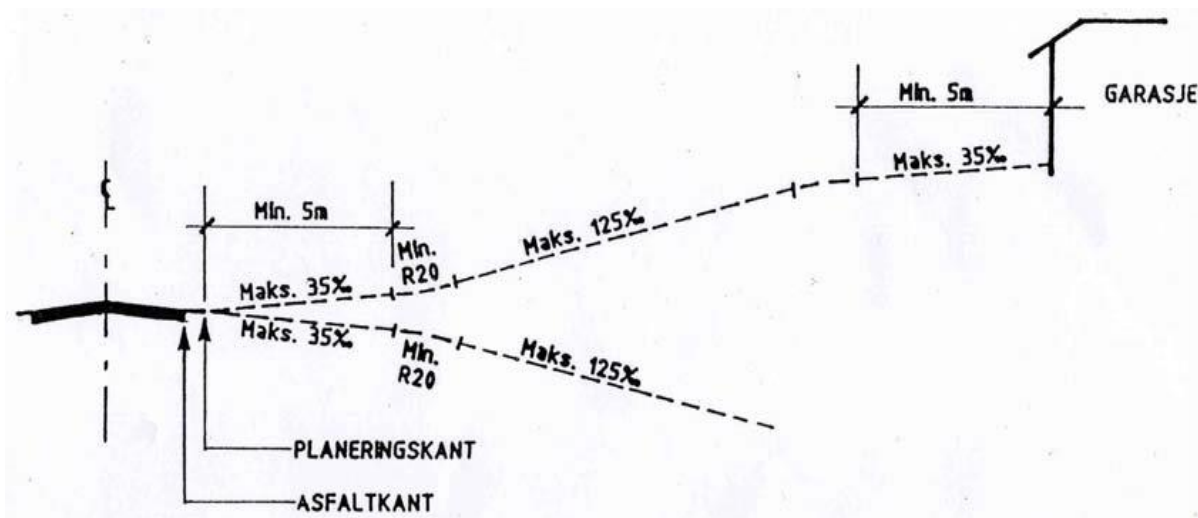 Min. 5m
GARASJE
Maks. 35‰
℄
Min. 5m
Maks. 125‰
Min.
R20
Maks. 35‰
Maks. 35‰
Min.
R20
Maks. 125‰
PLANERINGSKANT
ASFALTKANT